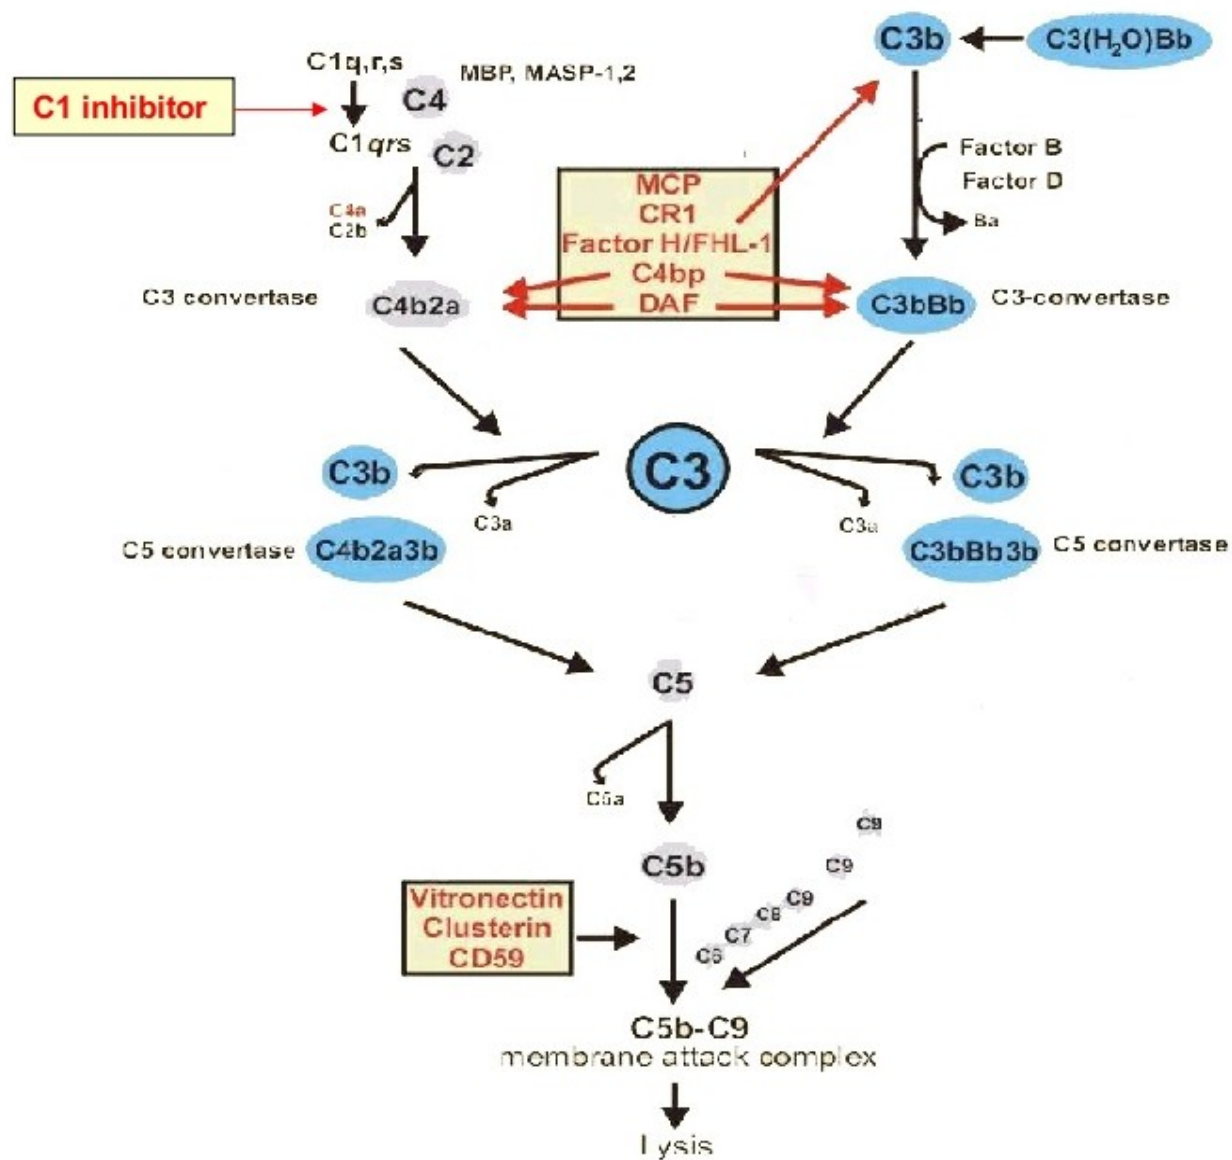 C3b
C3(H2O)Bb
C1q,r,s
MBP, MASP-1,2
C1 inhibitor
C4
C1qrs
C2
Factor B
Factor D
Ba
MCP
CR1
Factor H/FHL-1
C4bp
DAF
C4a
C2b
C3 convertase
C4b2a
C3bBb
C3-convertase
C3
C3b
C3b
C3a
C3a
C5 convertase
C4b2a3b
C3bBb3b
C5 convertase
C5
C5a
C9
C5b
C9
C9
C8
C7
C6
Vitronectin
Clusterin
CD59
C5b-C9
membrane attack complex
Lysis